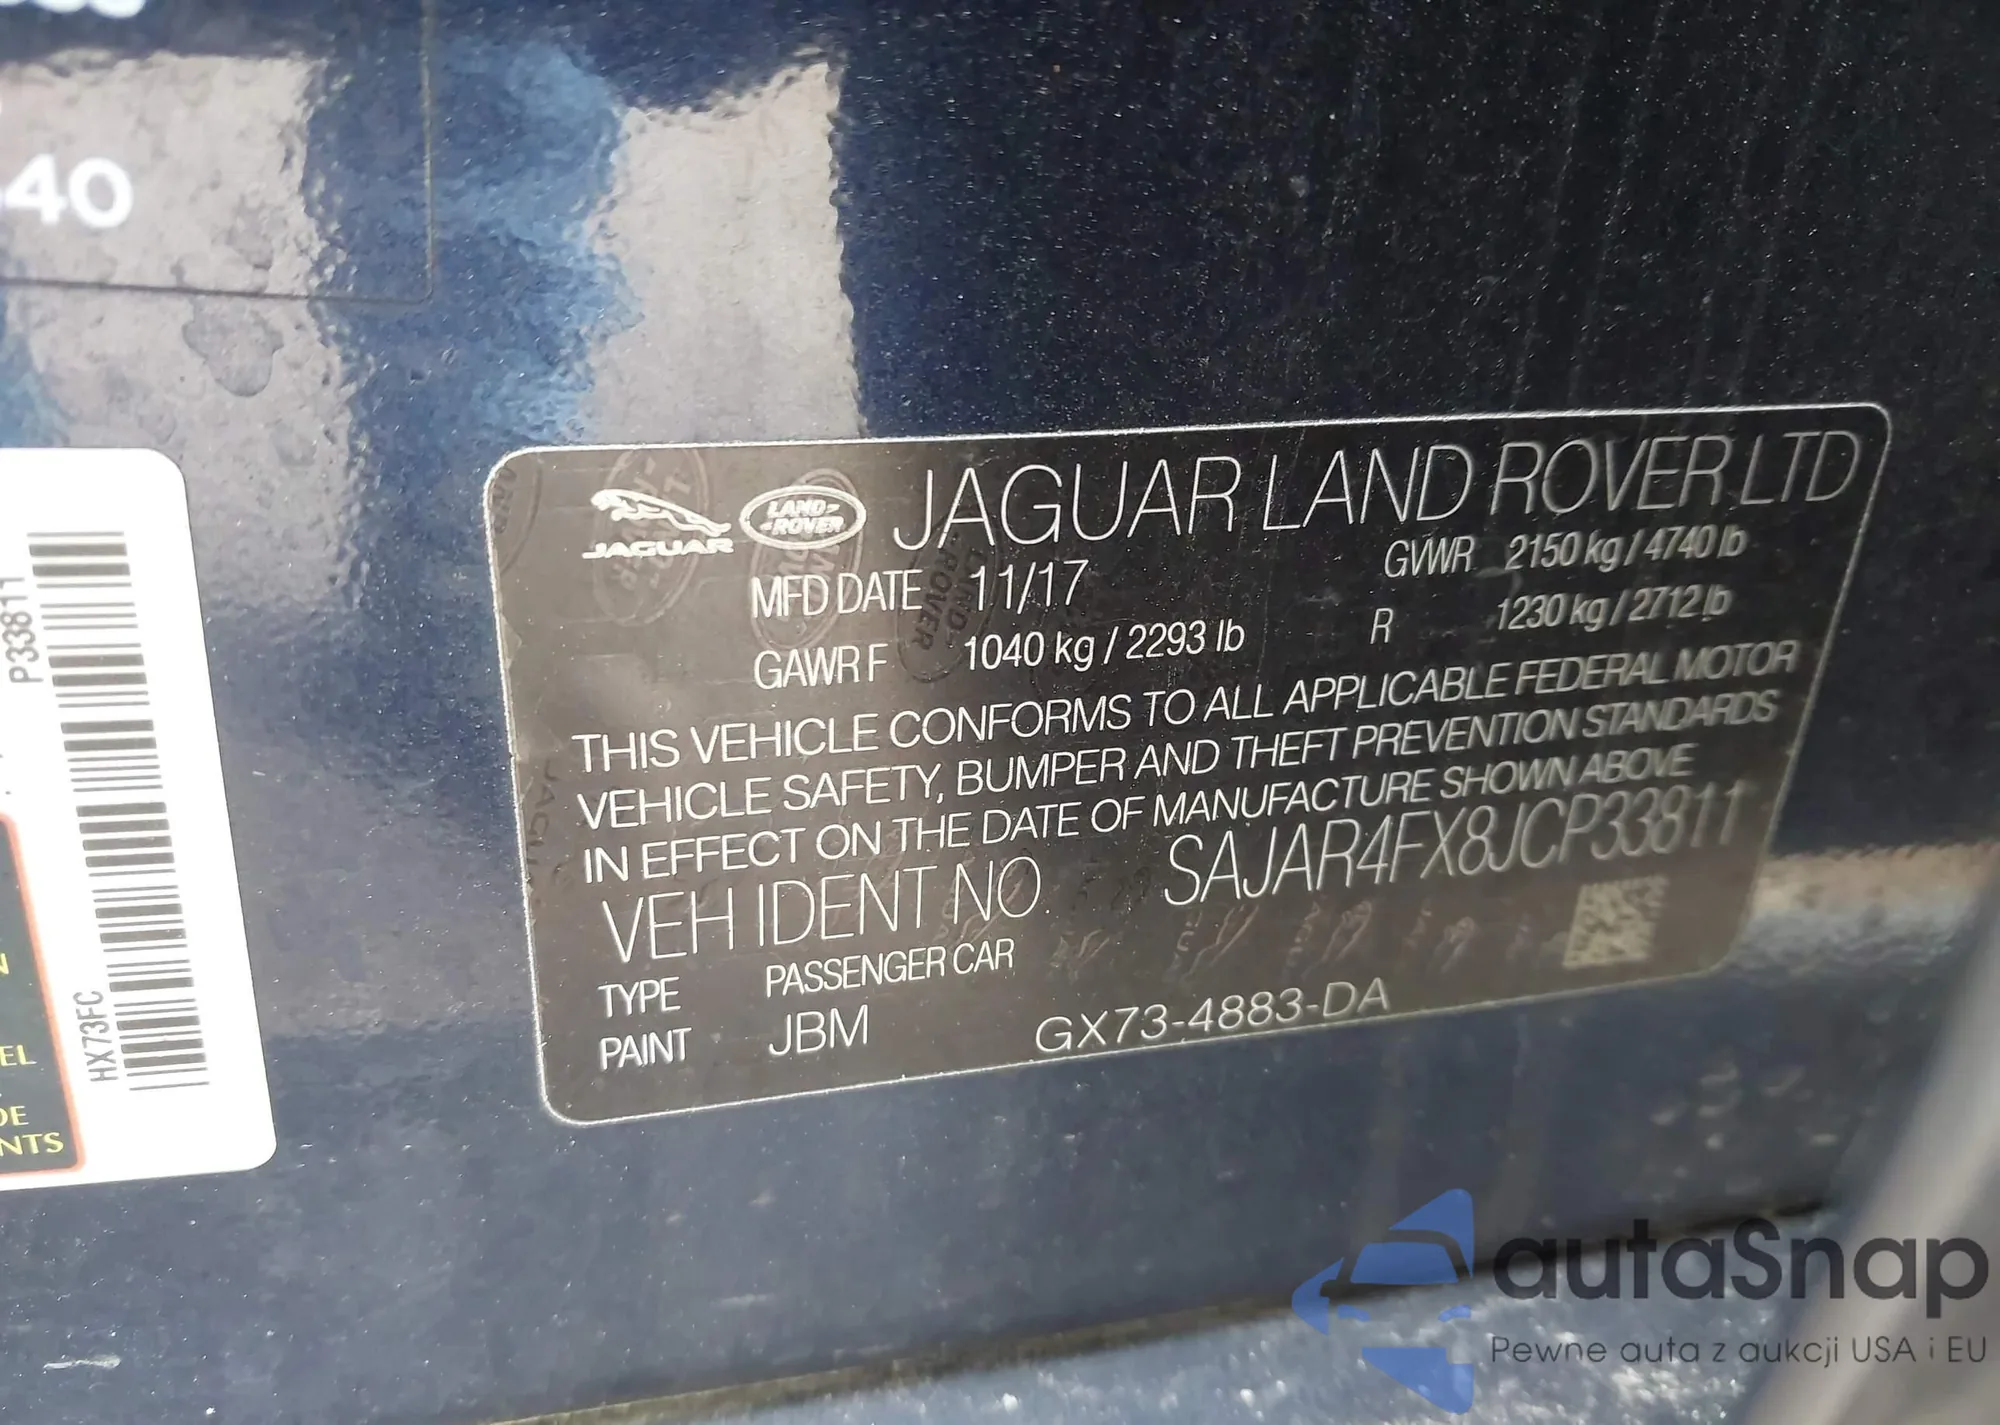 40
P33811
HX73FC
N
EL
DE
NTS
JAGUAR
LAND-
-ROVER
JAGUAR LAND ROVER LTD
MFD DATE 11/17 GVWR 2150 kg / 4740 lb
GAWR F 1040 kg / 2293 lb R 1230 kg / 2712 lb
THIS VEHICLE CONFORMS TO ALL APPLICABLE FEDERAL MOTOR
VEHICLE SAFETY, BUMPER AND THEFT PREVENTION STANDARDS
IN EFFECT ON THE DATE OF MANUFACTURE SHOWN ABOVE
VEH IDENT NO. SAJAR4FX8JCP33811
TYPE PASSENGER CAR
PAINT JBM GX73-4883-DA
autaSnap
Pewne auta z aukcji USA i EU